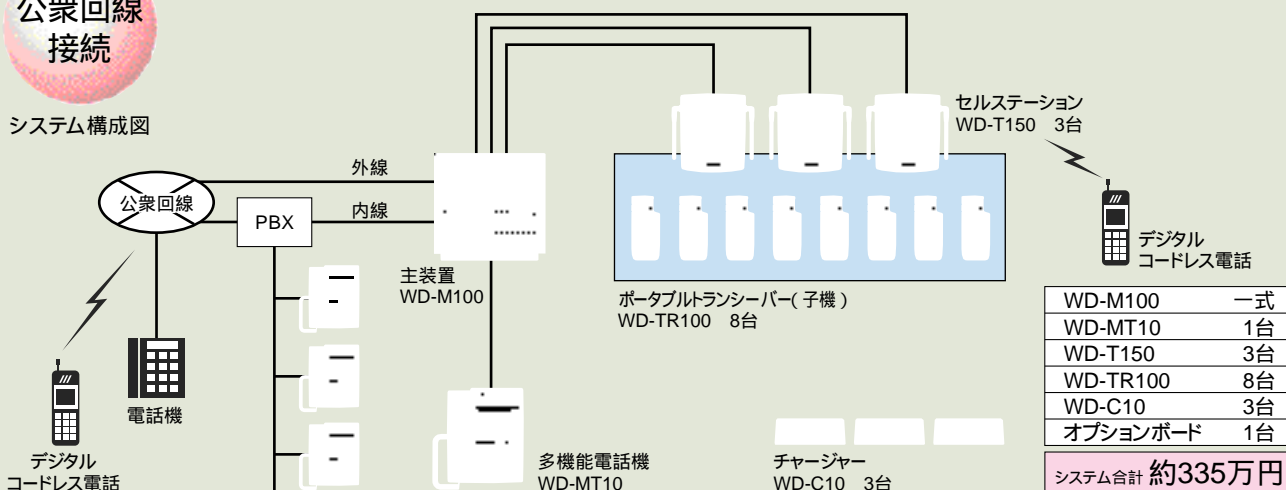 公衆回線
接続
システム構成図
外線
公衆回線
PBX
内線
主装置
WD-M100
電話機
デジタル
コードレス電話
多機能電話機
WD-MT10
セルステーション
WD-T150 3台
ポータブルトランシーバー(子機)
WD-TR100 8台
チャージャー
WD-C10 3台
デジタル
コードレス電話
WD-M100 一式
WD-MT10 1台
WD-T150 3台
WD-TR100 8台
WD-C10 3台
オプションボード 1台
システム合計 約335万円